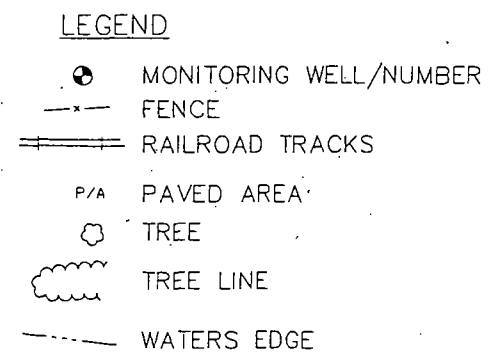 LEGEND
MONITORING WELL/NUMBER
FENCE
RAILROAD TRACKS
P/A PAVED AREA
TREE
TREE LINE
WATERS EDGE